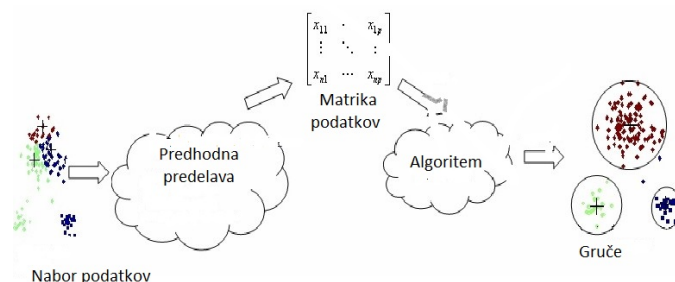 x11 · x1p
⋮ ⋱ :
xn1 ⋯ xnp
Matrika
podatkov
Predhodna
predelava
Algoritem
Gruče
Nabor podatkov